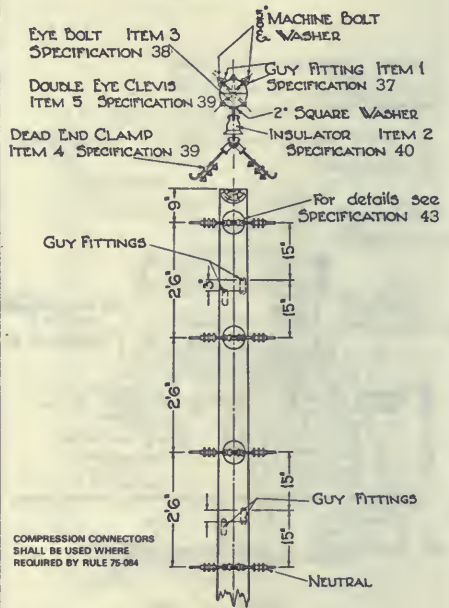 EYE BOLT ITEM 3
SPECIFICATION 38
MACHINE BOLT
& WASHER
GUY FITTING ITEM 1
SPECIFICATION 37
DOUBLE EYE CLEVIS
ITEM 5 SPECIFICATION 39
2" SQUARE WASHER
DEAD END CLAMP
ITEM 4 SPECIFICATION 39
INSULATOR ITEM 2
SPECIFICATION 40
9"
For details see
SPECIFICATION 43
GUY FITTINGS
2'6"
3"
15"
15"
2'6"
2'6"
15"
15"
GUY FITTINGS
COMPRESSION CONNECTORS
SHALL BE USED WHERE
REQUIRED BY RULE 75-084
NEUTRAL